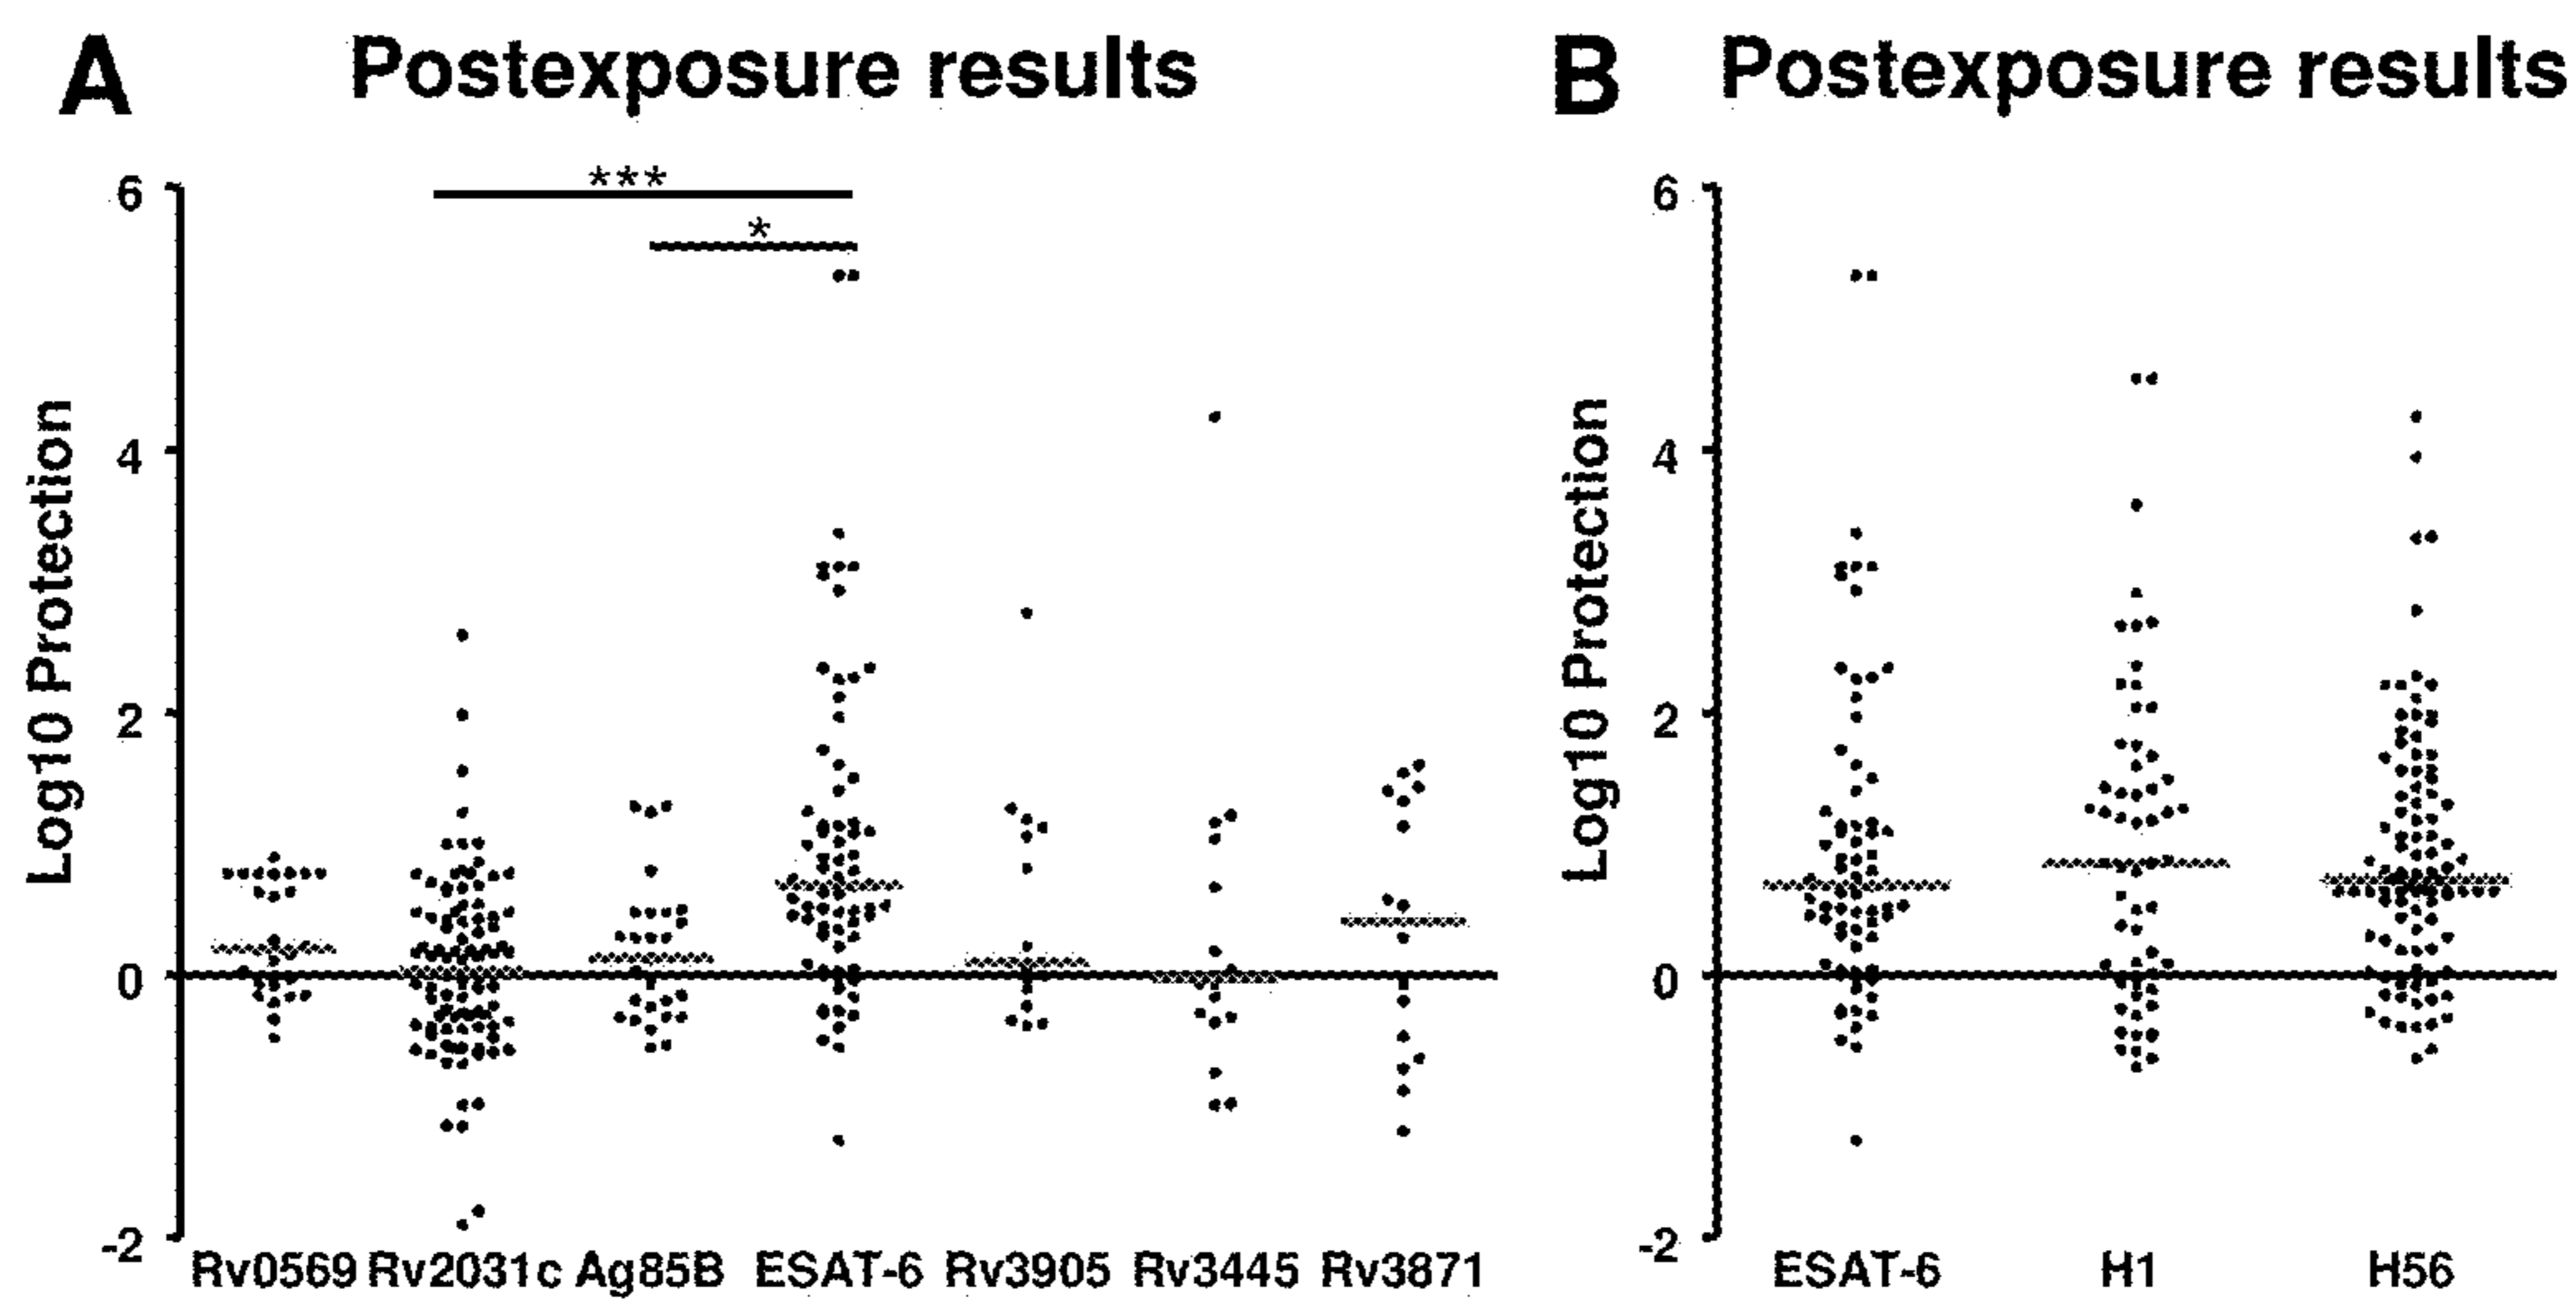 A Postexposure results
***
*
Log10 Protection
6
4
2
0
-2
Rv0569 Rv2031c Ag85B ESAT-6 Rv3905 Rv3445 Rv3871
B Postexposure results
Log10 Protection
6
4
2
0
-2
ESAT-6 H1 H56